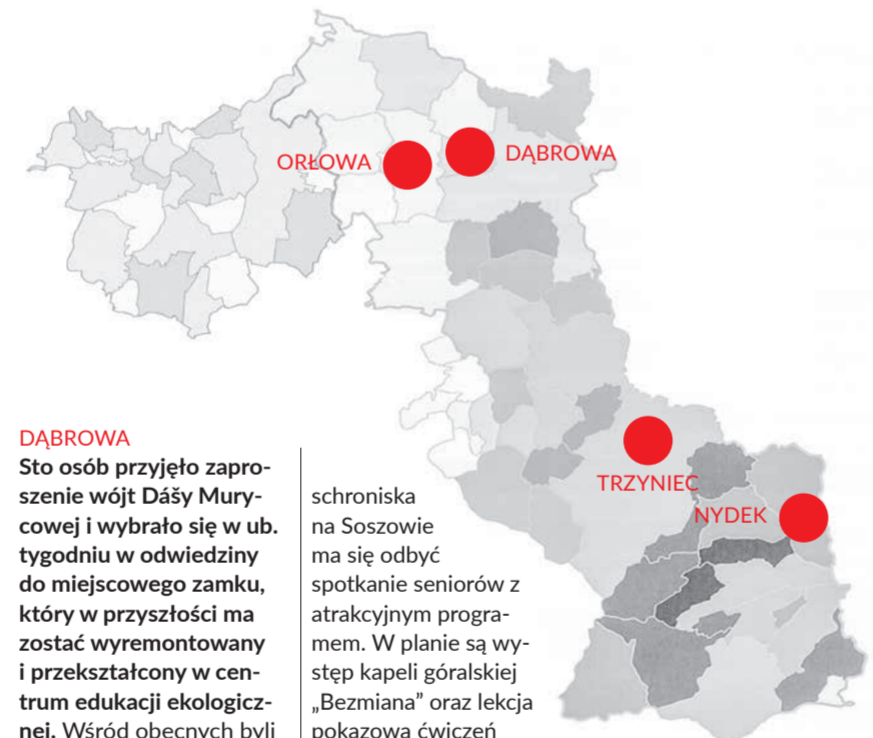 ORŁOWA
DĄBROWA
TRZYNIEC
NYDEK
DĄBROWA
Sto osób przyjęło zapro-
szenie wójt Dášy Mury-
cowej i wybrało się w ub.
tygodniu w odwiedziny
do miejscowego zamku,
który w przyszłości ma
zostać wyremontowany
i przekształcony w cen-
trum edukacji ekologicz-
nej. Wśród obecnych byli
schroniska
na Soszowie
ma się odbyć
spotkanie seniorów z
atrakcyjnym progra-
mem. W planie są wy-
stęp kapeli góralskiej
„Bezmiana” oraz lekcja
pokazowa ćwiczeń